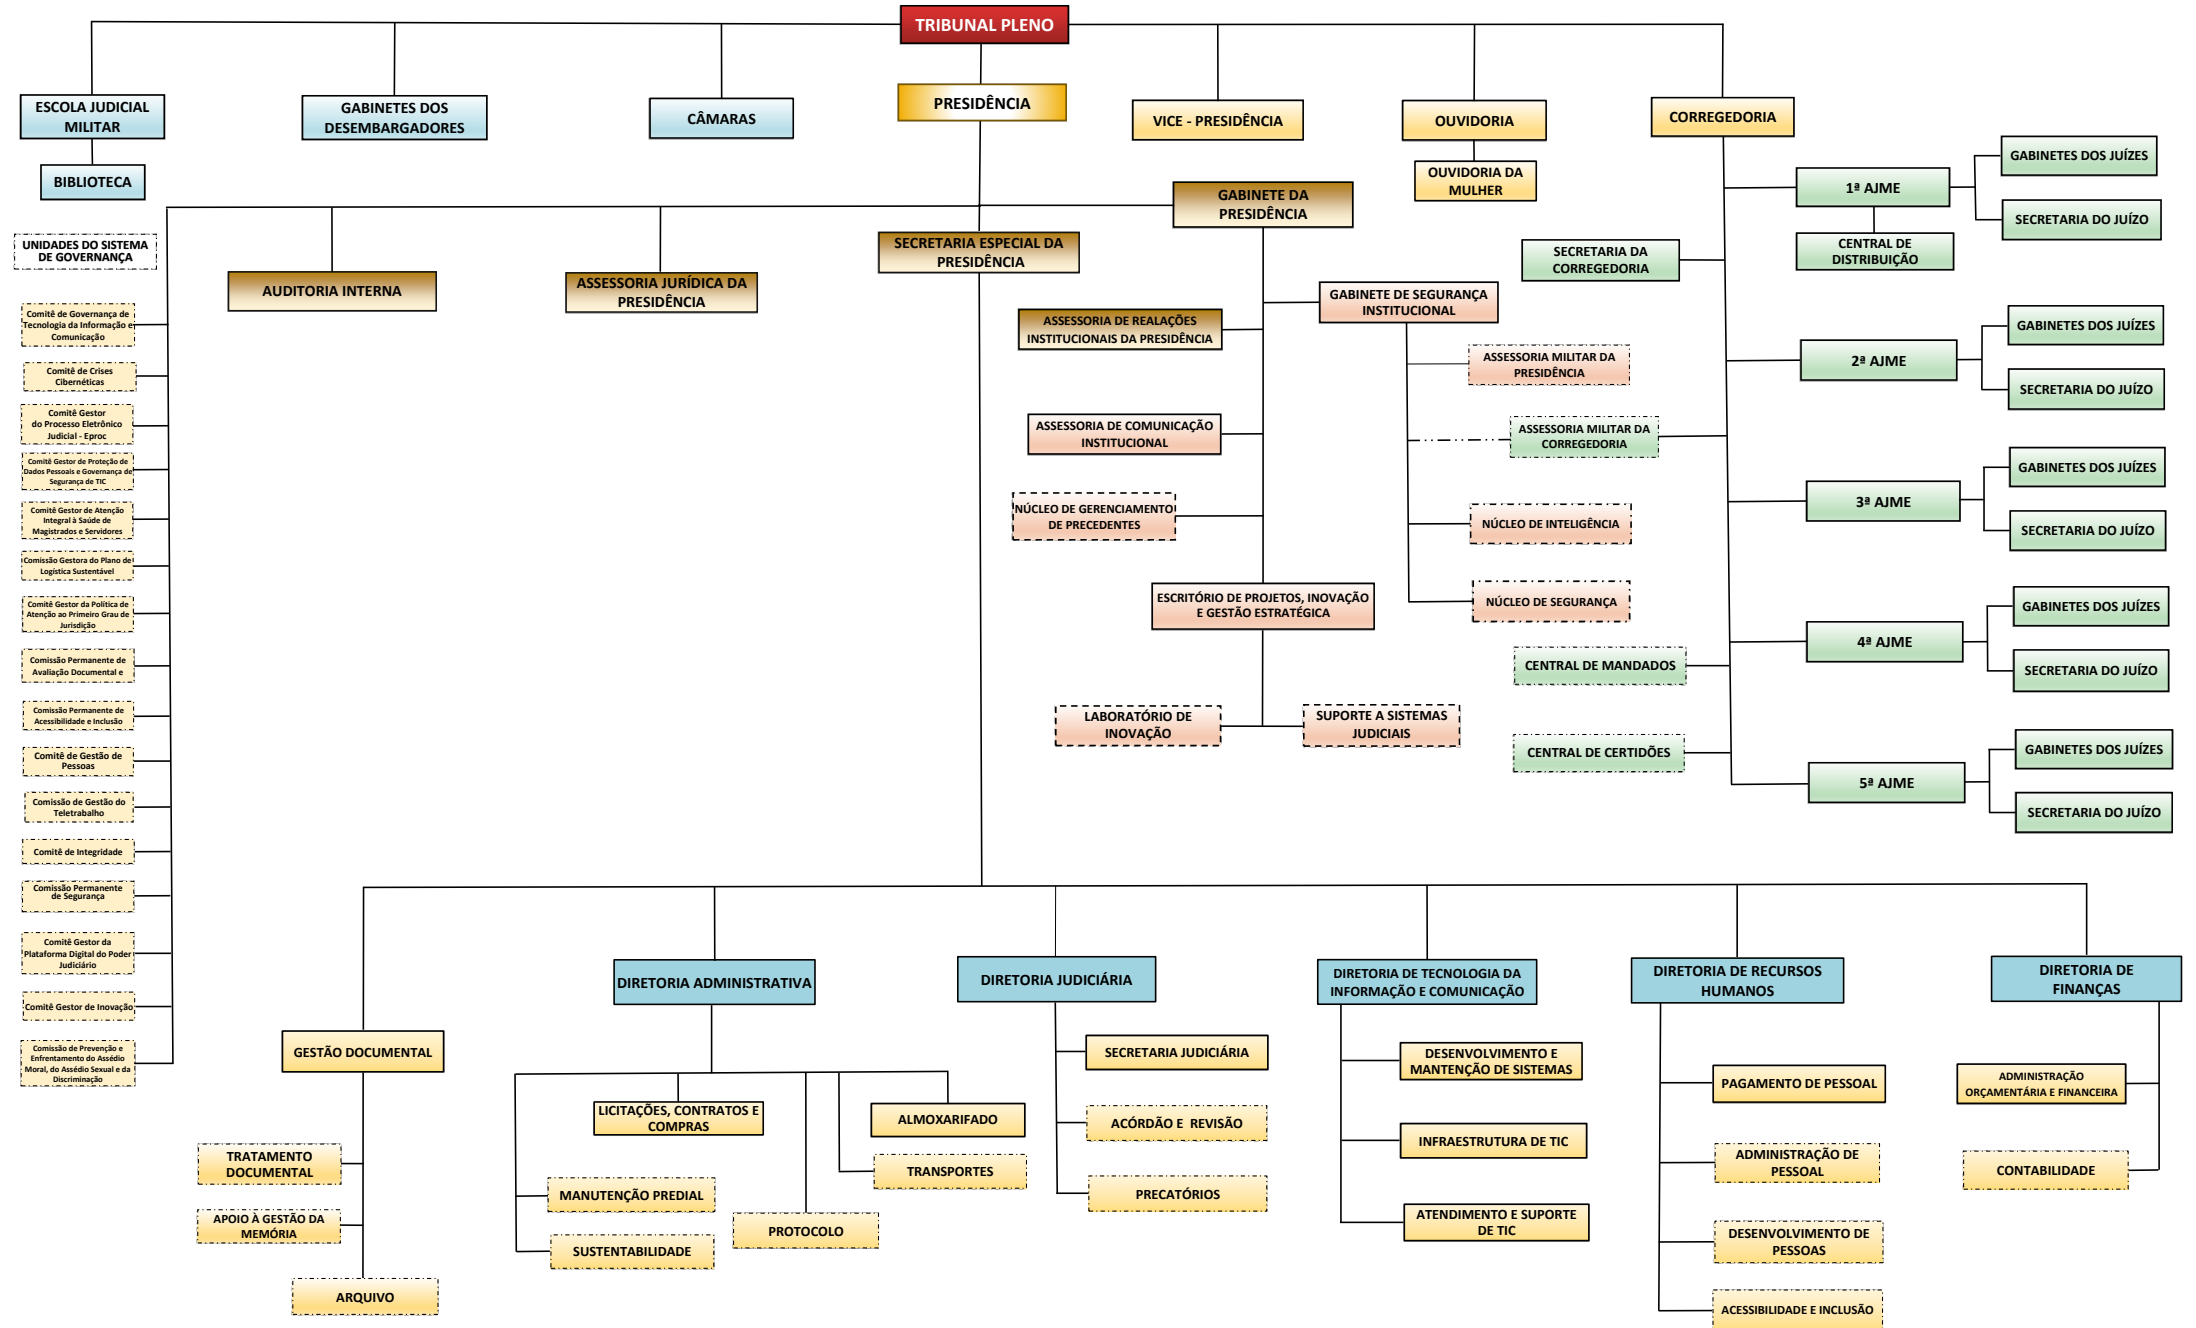 TRIBUNAL PLENO
ESCOLA JUDICIAL
MILITAR
GABINETES DOS
DESEMBARGADORES
CÂMARAS
PRESIDÊNCIA
VICE - PRESIDÊNCIA
OUVIDORIA
CORREGEDORIA
BIBLIOTECA
OUVIDORIA DA
MULHER
GABINETE DA
PRESIDÊNCIA
1ª AJME
GABINETES DOS JUÍZES
SECRETARIA DO JUÍZO
CENTRAL DE
DISTRIBUIÇÃO
UNIDADES DO SISTEMA
DE GOVERNANÇA
AUDITORIA INTERNA
ASSESSORIA JURÍDICA DA
PRESIDÊNCIA
SECRETARIA ESPECIAL DA
PRESIDÊNCIA
SECRETARIA DA
CORREGEDORIA
GABINETE DE SEGURANÇA
INSTITUCIONAL
ASSESSORIA DE REALAÇÕES
INSTITUCIONAIS DA PRESIDÊNCIA
ASSESSORIA MILITAR DA
PRESIDÊNCIA
2ª AJME
GABINETES DOS JUÍZES
SECRETARIA DO JUÍZO
ASSESSORIA DE COMUNICAÇÃO
INSTITUCIONAL
ASSESSORIA MILITAR DA
CORREGEDORIA
NÚCLEO DE GERENCIAMENTO
DE PRECEDENTES
NÚCLEO DE INTELIGÊNCIA
3ª AJME
GABINETES DOS JUÍZES
SECRETARIA DO JUÍZO
ESCRITÓRIO DE PROJETOS, INOVAÇÃO
E GESTÃO ESTRATÉGICA
NÚCLEO DE SEGURANÇA
4ª AJME
GABINETES DOS JUÍZES
SECRETARIA DO JUÍZO
CENTRAL DE MANDADOS
LABORATÓRIO DE
INOVAÇÃO
SUPORTE A SISTEMAS
JUDICIAIS
CENTRAL DE CERTIDÕES
5ª AJME
GABINETES DOS JUÍZES
SECRETARIA DO JUÍZO
Comitê de Governança de
Tecnologia da Informação e
Comunicação
Comitê de Crises
Cibernéticas
Comitê Gestor
do Processo Eletrônico
Judicial - Eproc
Comitê Gestor de Proteção de
Dados Pessoais e Governança de
Segurança de TIC
Comitê Gestor de Atenção
Integral à Saúde de
Magistrados e Servidores
Comissão Gestora do Plano de
Logística Sustentável
Comitê Gestor da Política de
Atenção ao Primeiro Grau de
Jurisdição
Comissão Permanente de
Avaliação Documental e
Comissão Permanente de
Acessibilidade e Inclusão
Comitê de Gestão de
Pessoas
Comissão de Gestão do
Teletrabalho
Comitê de Integridade
Comissão Permanente
de Segurança
Comitê Gestor da
Plataforma Digital do Poder
Judiciário
Comitê Gestor de Inovação
Comissão de Prevenção e
Enfrentamento do Assédio
Moral, do Assédio Sexual e da
Discriminação
GESTÃO DOCUMENTAL
TRATAMENTO
DOCUMENTAL
APOIO À GESTÃO DA
MEMÓRIA
ARQUIVO
DIRETORIA ADMINISTRATIVA
LICITAÇÕES, CONTRATOS E
COMPRAS
ALMOXARIFADO
TRANSPORTES
MANUTENÇÃO PREDIAL
PROTOCOLO
SUSTENTABILIDADE
DIRETORIA JUDICIÁRIA
SECRETARIA JUDICIÁRIA
ACÓRDÃO E REVISÃO
PRECATÓRIOS
DIRETORIA DE TECNOLOGIA DA
INFORMAÇÃO E COMUNICAÇÃO
DESENVOLVIMENTO E
MANTENÇÃO DE SISTEMAS
INFRAESTRUTURA DE TIC
ATENDIMENTO E SUPORTE
DE TIC
DIRETORIA DE RECURSOS
HUMANOS
PAGAMENTO DE PESSOAL
ADMINISTRAÇÃO DE
PESSOAL
DESENVOLVIMENTO DE
PESSOAS
ACESSIBILIDADE E INCLUSÃO
DIRETORIA DE
FINANÇAS
ADMINISTRAÇÃO
ORÇAMENTÁRIA E FINANCEIRA
CONTABILIDADE